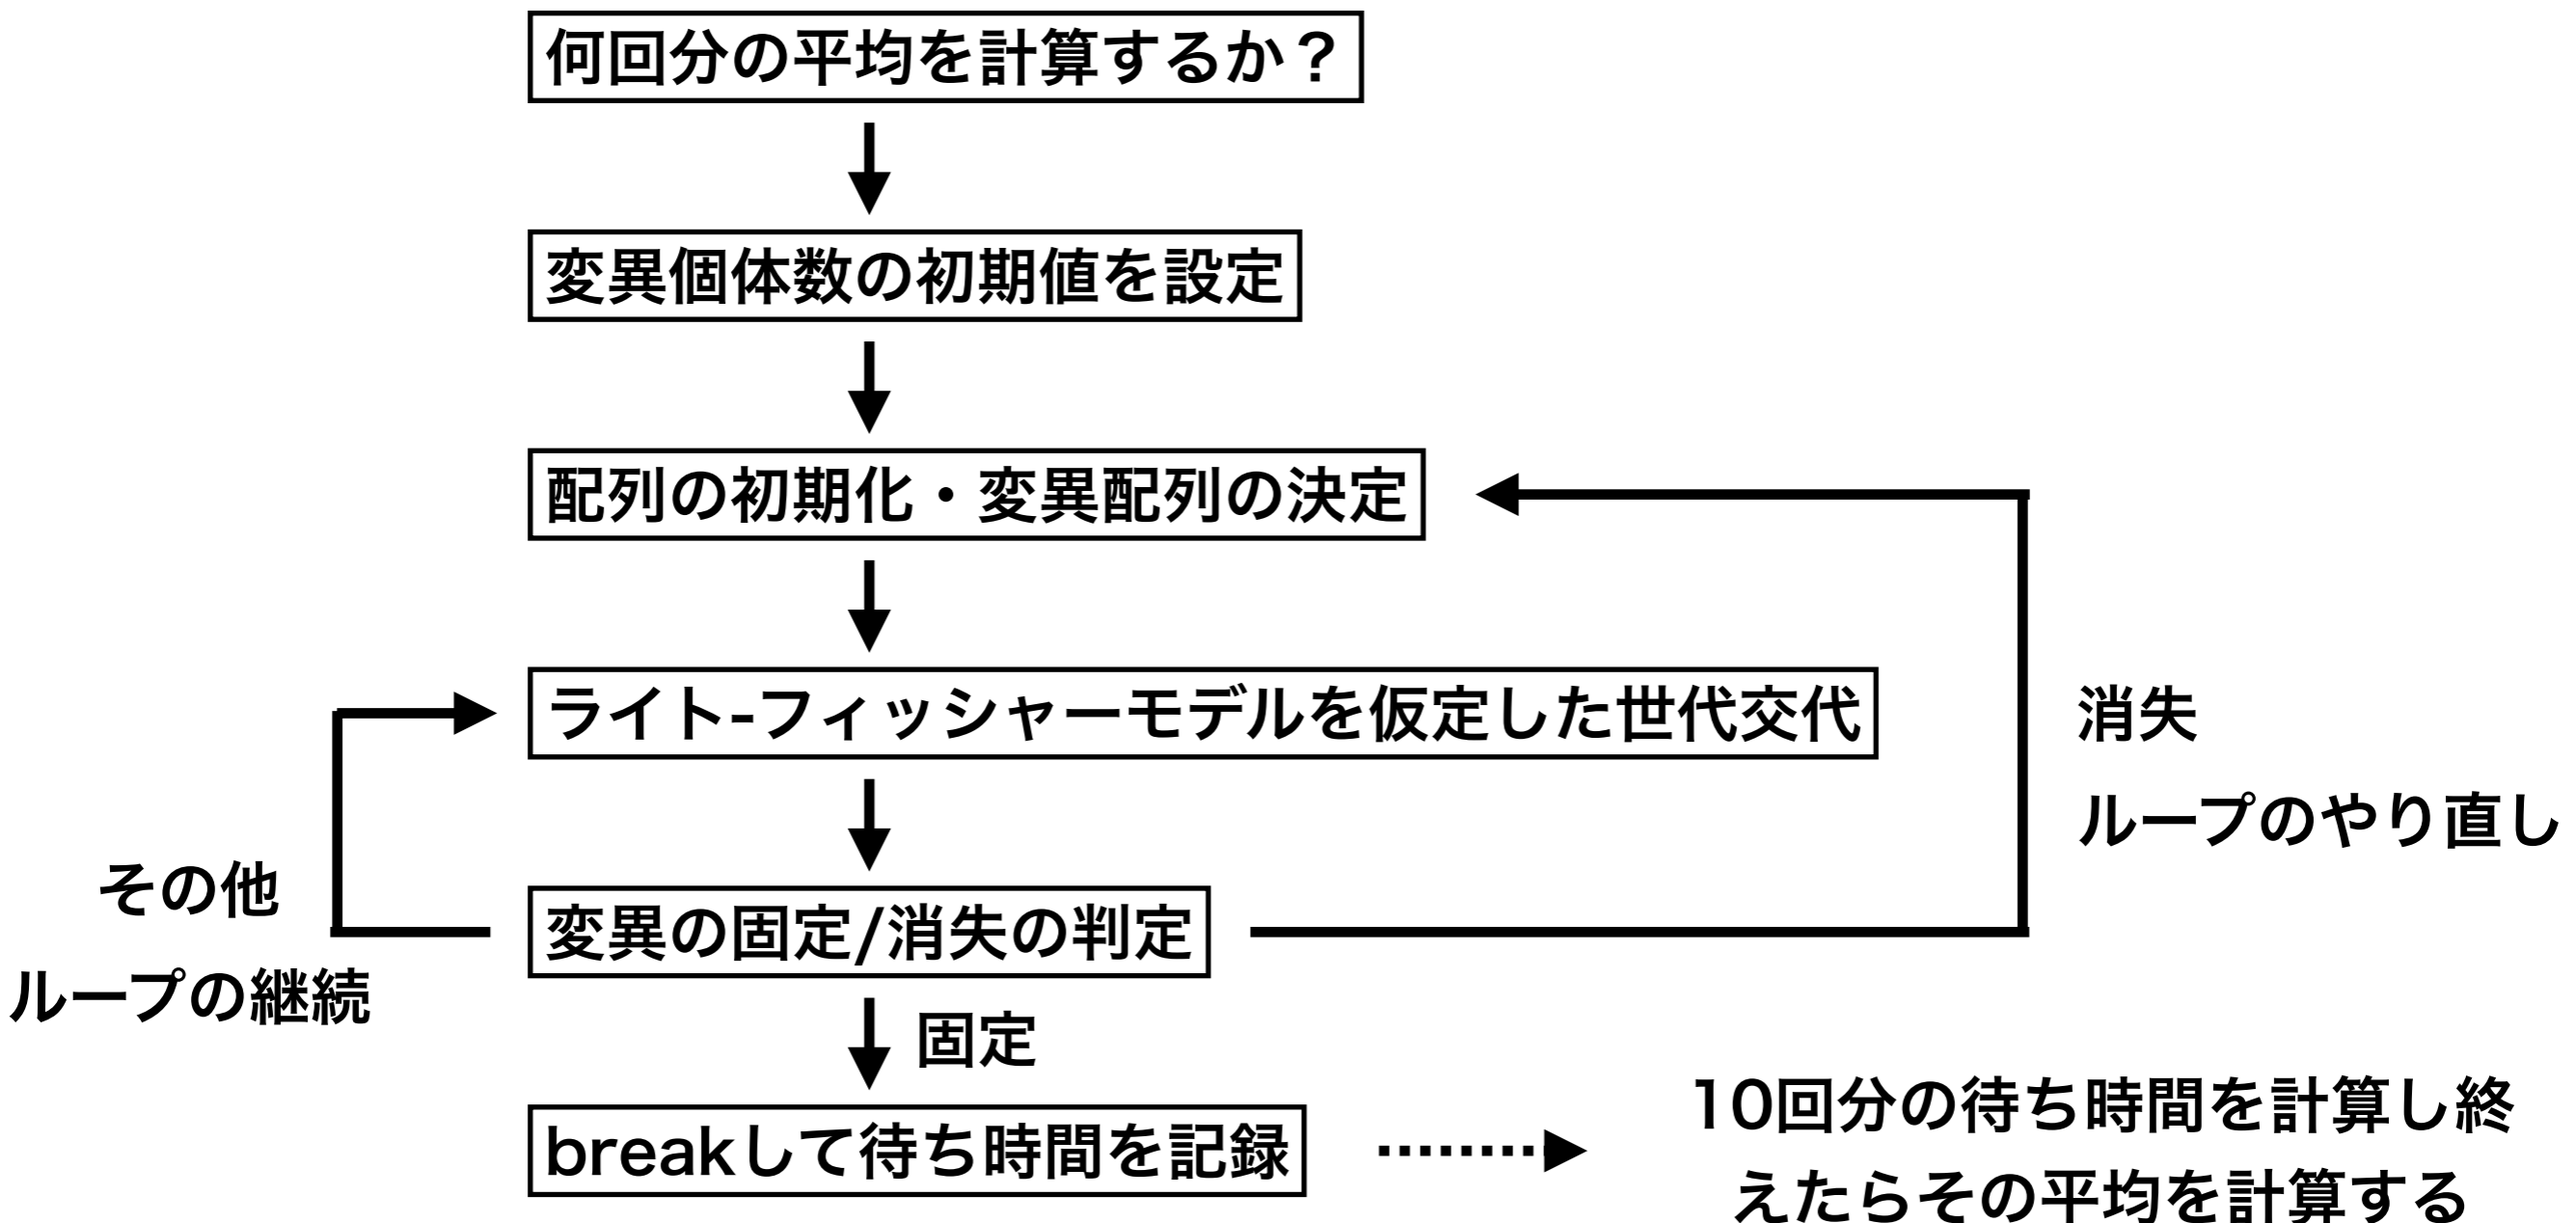 何回分の平均を計算するか？
変異個体数の初期値を設定
配列の初期化・変異配列の決定
ライト-フィッシャーモデルを仮定した世代交代
消失
ループのやり直し
その他
ループの継続
変異の固定/消失の判定
固定
breakして待ち時間を記録
10回分の待ち時間を計算し終
えたらその平均を計算する